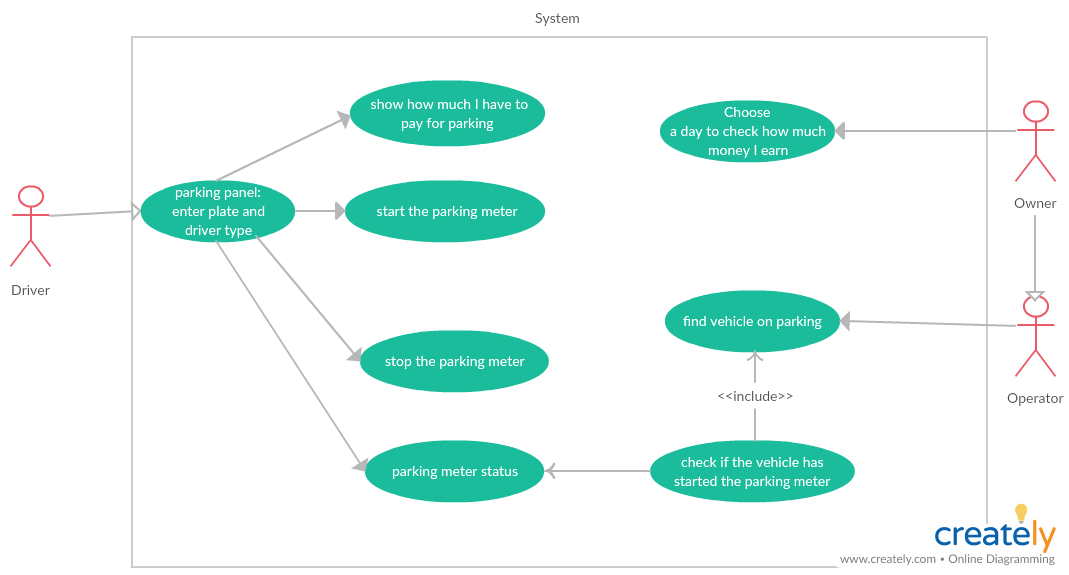 System
show how much I have to
pay for parking
Choose
a day to check how much
money I earn
parking panel:
enter plate and
driver type
start the parking meter
Owner
Driver
find vehicle on parking
stop the parking meter
<<include>>
Operator
parking meter status
check if the vehicle has
started the parking meter
creately
www.creately.com • Online Diagramming